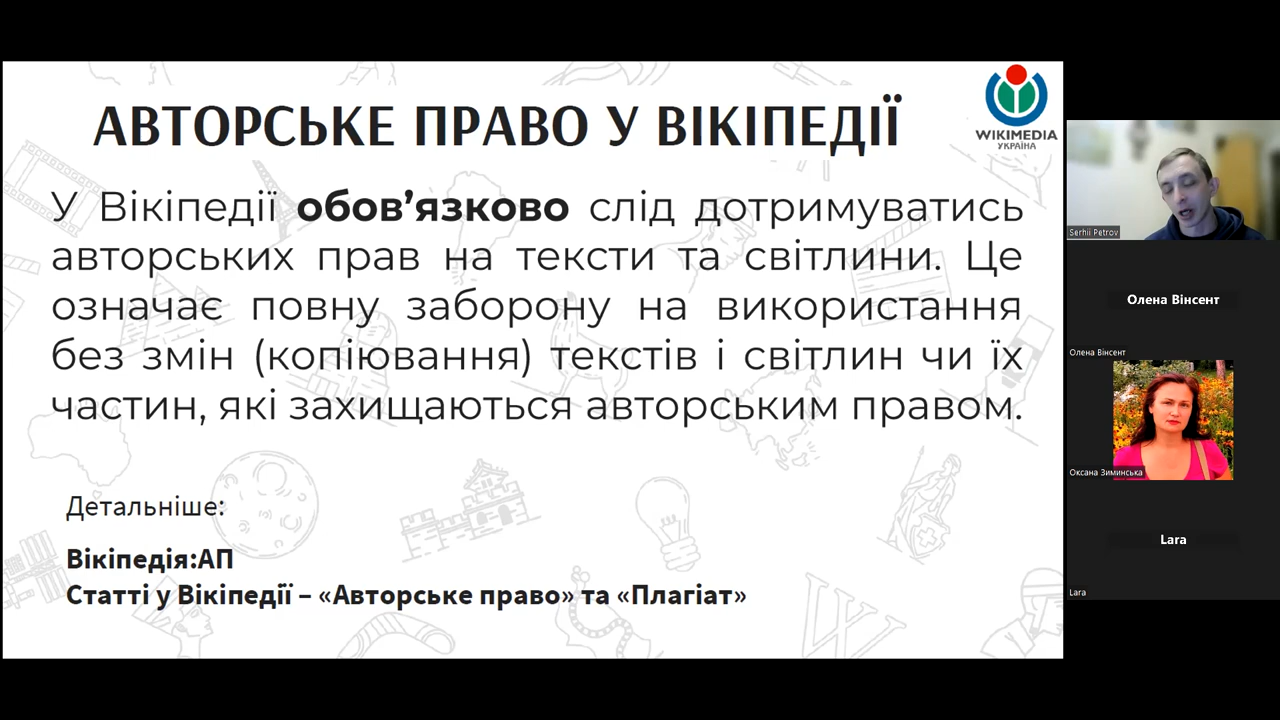 АВТОРСЬКЕ ПРАВО У ВІКІПЕДІЇ
WIKIMEDIA
УКРАЇНА
У Вікіпедії обов’язково слід дотримуватись
авторських прав на тексти та світлини. Це
означає повну заборону на використання
без змін (копіювання) текстів і світлин чи їх
частин, які захищаються авторським правом.
Детальніше:
Вікіпедія:АП
Статті у Вікіпедії – «Авторське право» та «Плагіат»
Serhii Petrov
Олена Вінсент
Олена Вінсент
Оксана Зиминська
Lara
Lara